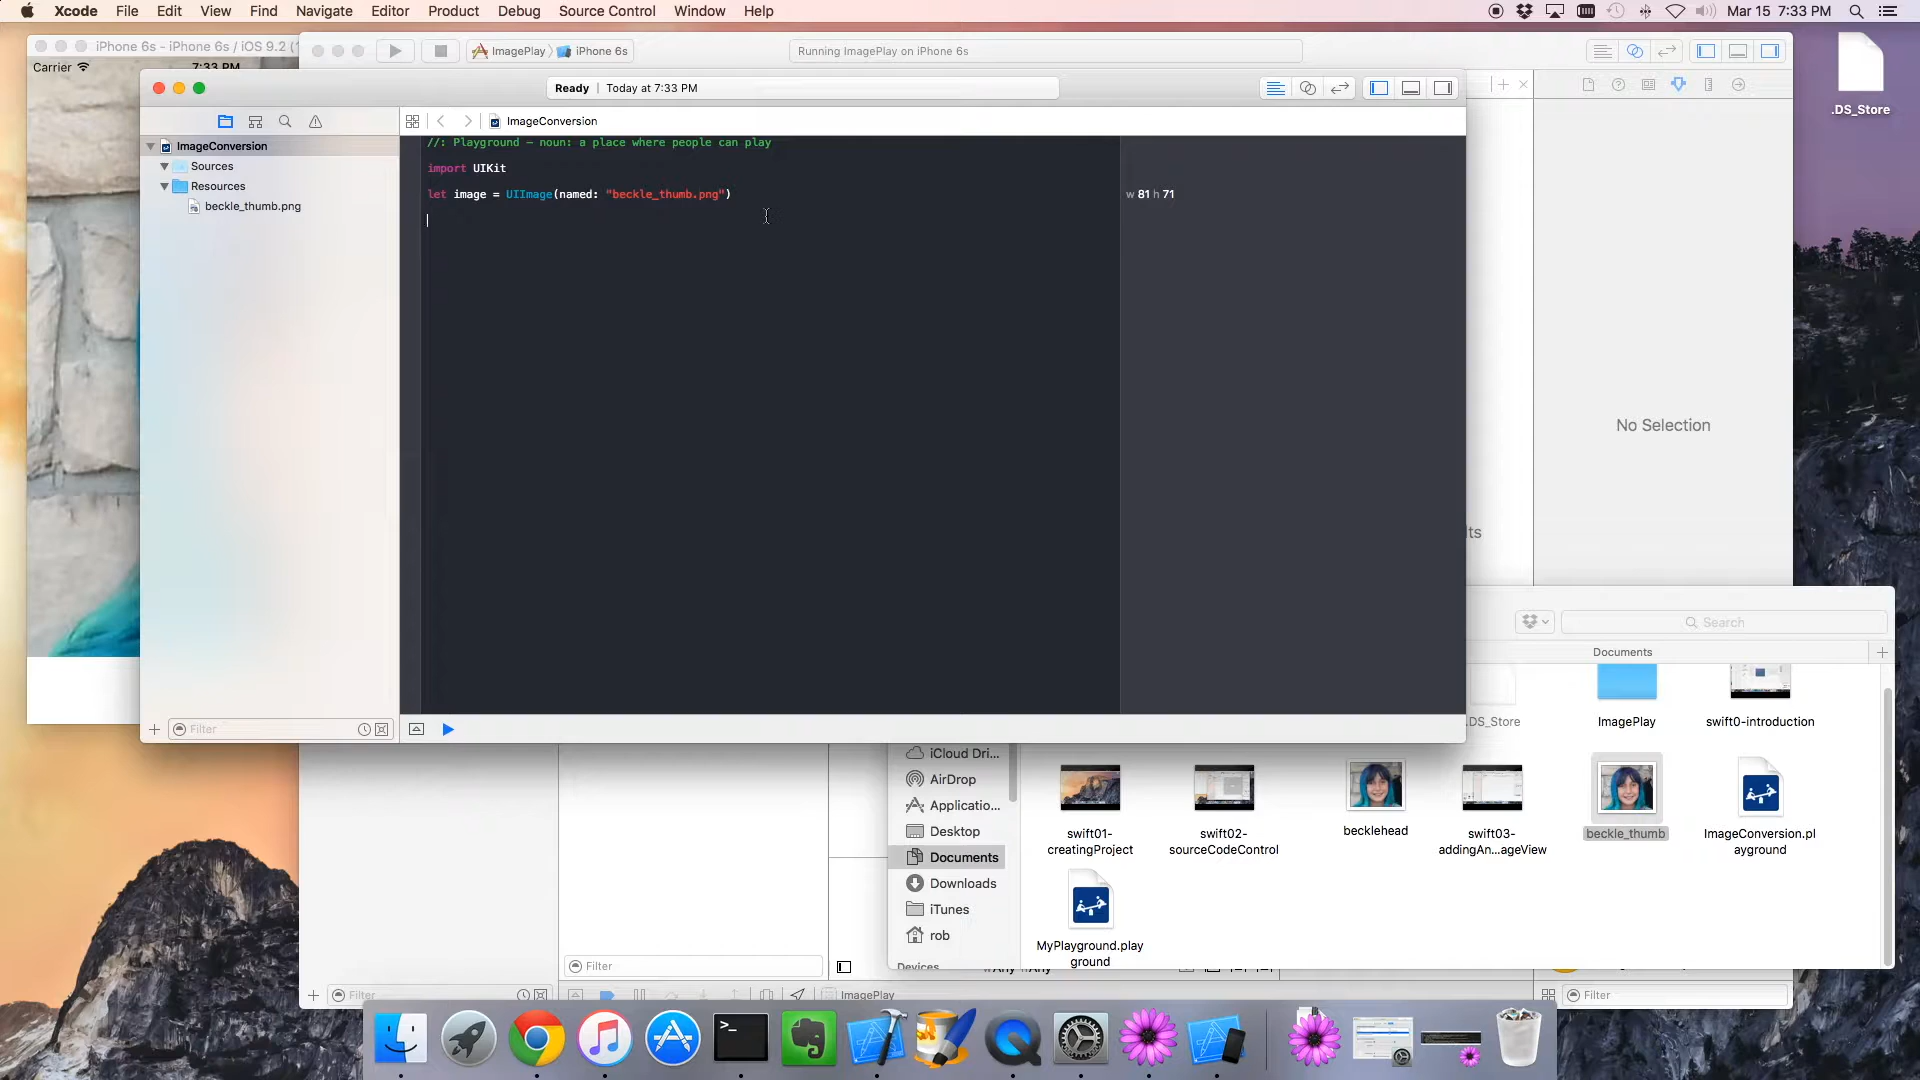 Xcode File Edit View Find Navigate Editor Product Debug Source Control Window Help
Mar 15 7:33 PM
iPhone 6s - iPhone 6s / iOS 9.2 (1
Carrier
7:33 PM
ImagePlay
iPhone 6s
Running ImagePlay on iPhone 6s
.DS_Store
Ready | Today at 7:33 PM
ImageConversion
ImageConversion
Sources
Resources
beckle_thumb.png
Filter
//: Playground - noun: a place where people can play
import UIKit
let image = UIImage(named: "beckle_thumb.png")
w 81 h 71
No Selection
lts
Search
Documents
.DS_Store
ImagePlay
swift0-introduction
iCloud Dri...
AirDrop
Applicatio...
Desktop
Documents
Downloads
iTunes
rob
Devices
swift01-
creatingProject
swift02-
sourceCodeControl
becklehead
swift03-
addingAn...ageView
beckle_thumb
ImageConversion.pl
ayground
MyPlayground.play
ground
Filter
Filter
ImagePlay
Filter